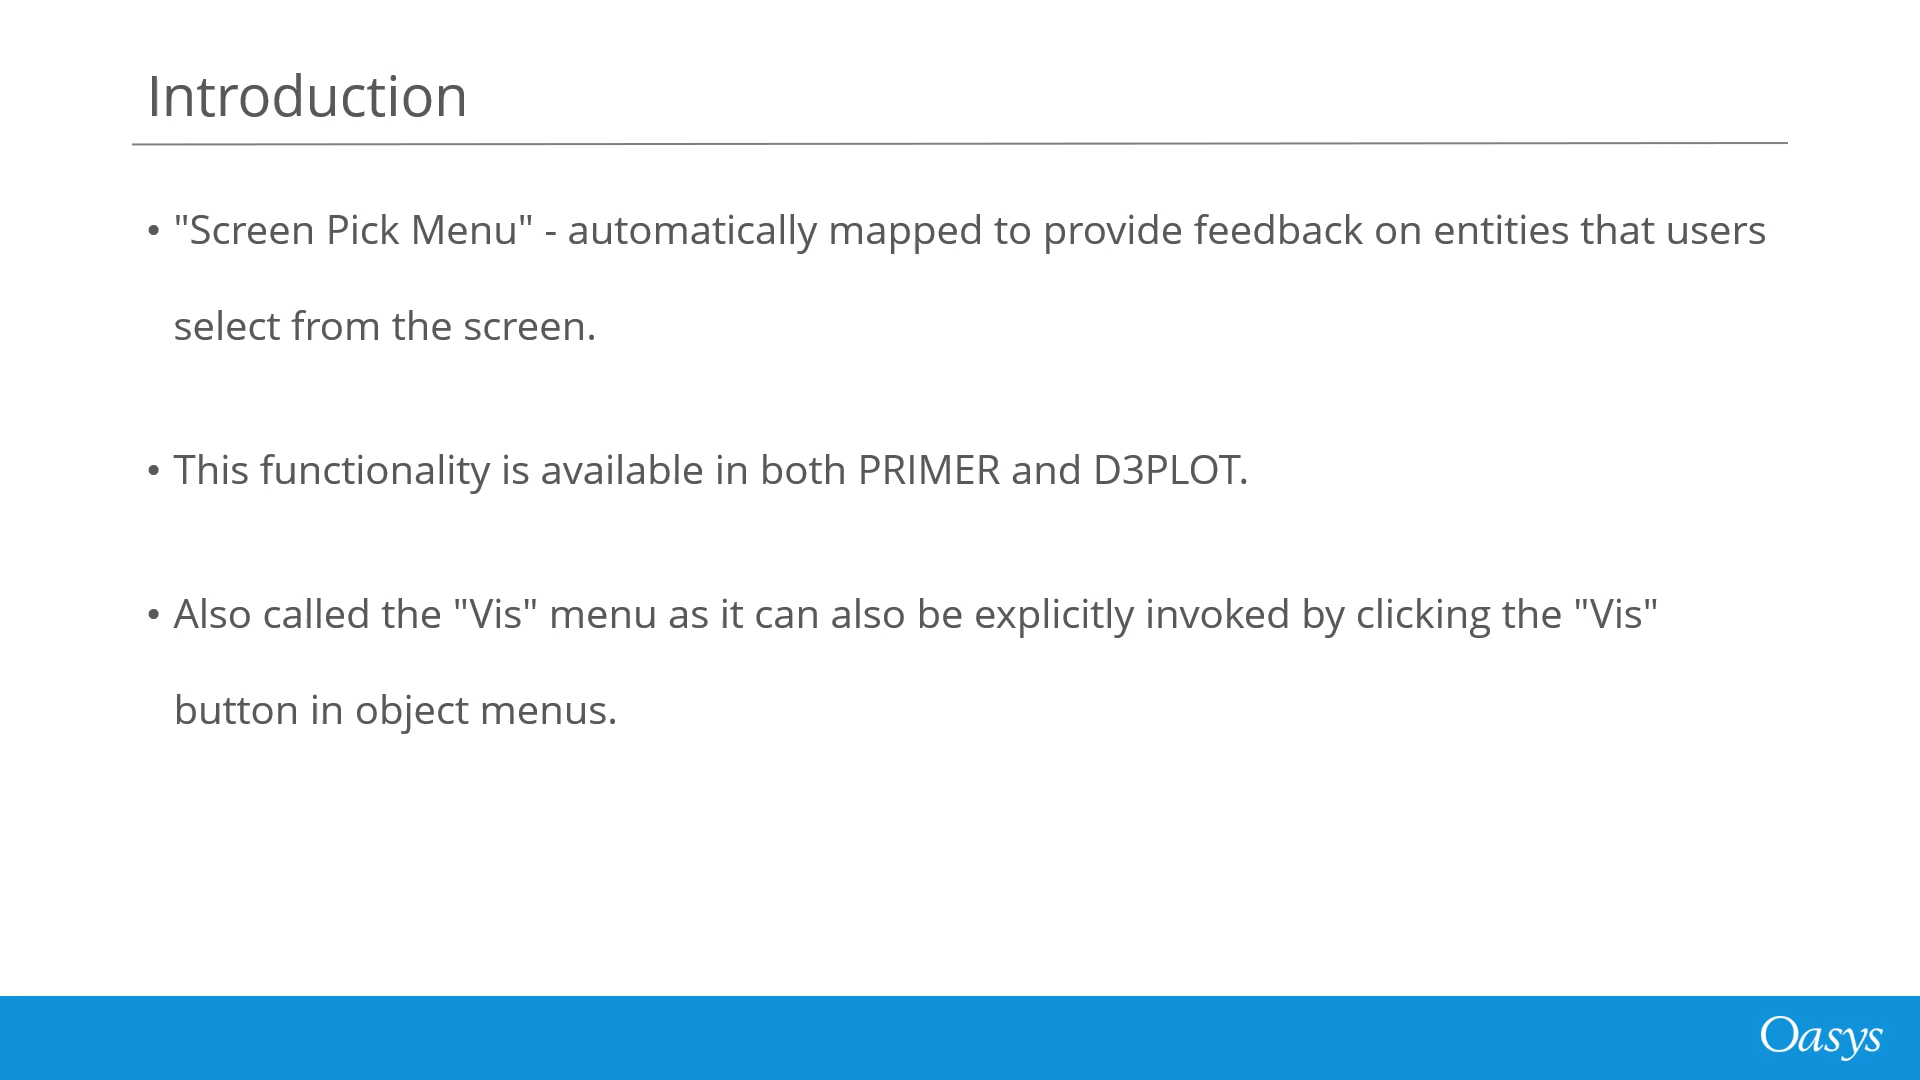 Introduction
• "Screen Pick Menu" - automatically mapped to provide feedback on entities that users
select from the screen.
• This functionality is available in both PRIMER and D3PLOT.
• Also called the "Vis" menu as it can also be explicitly invoked by clicking the "Vis"
button in object menus.
Oasys